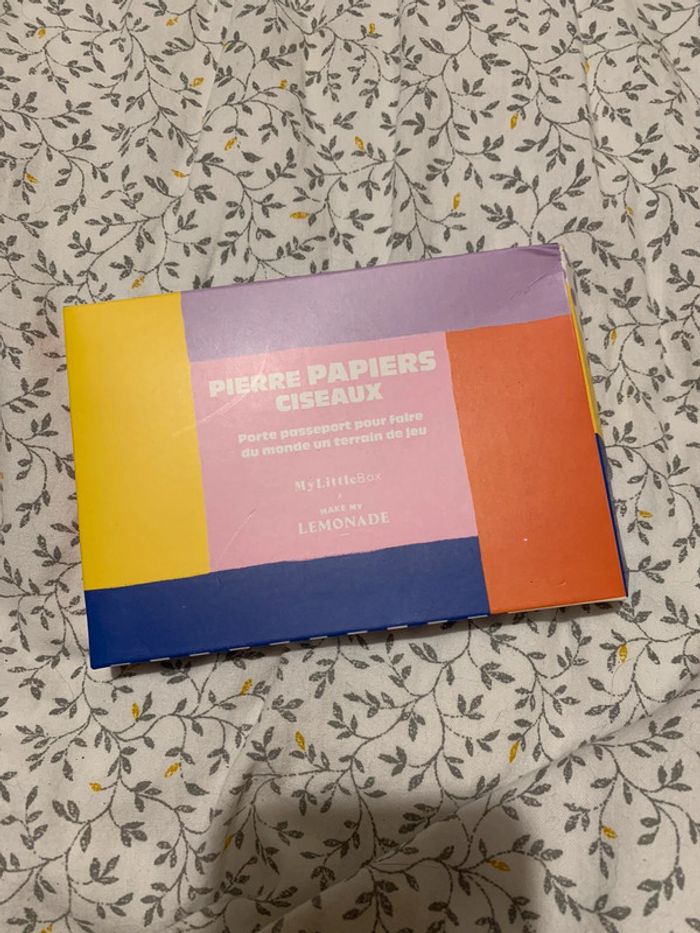 PIERRE PAPIERS
CISEAUX
Porte passeport pour faire
du monde un terrain de jeu
MyLittleBox
/
MAKE MY
LEMONADE